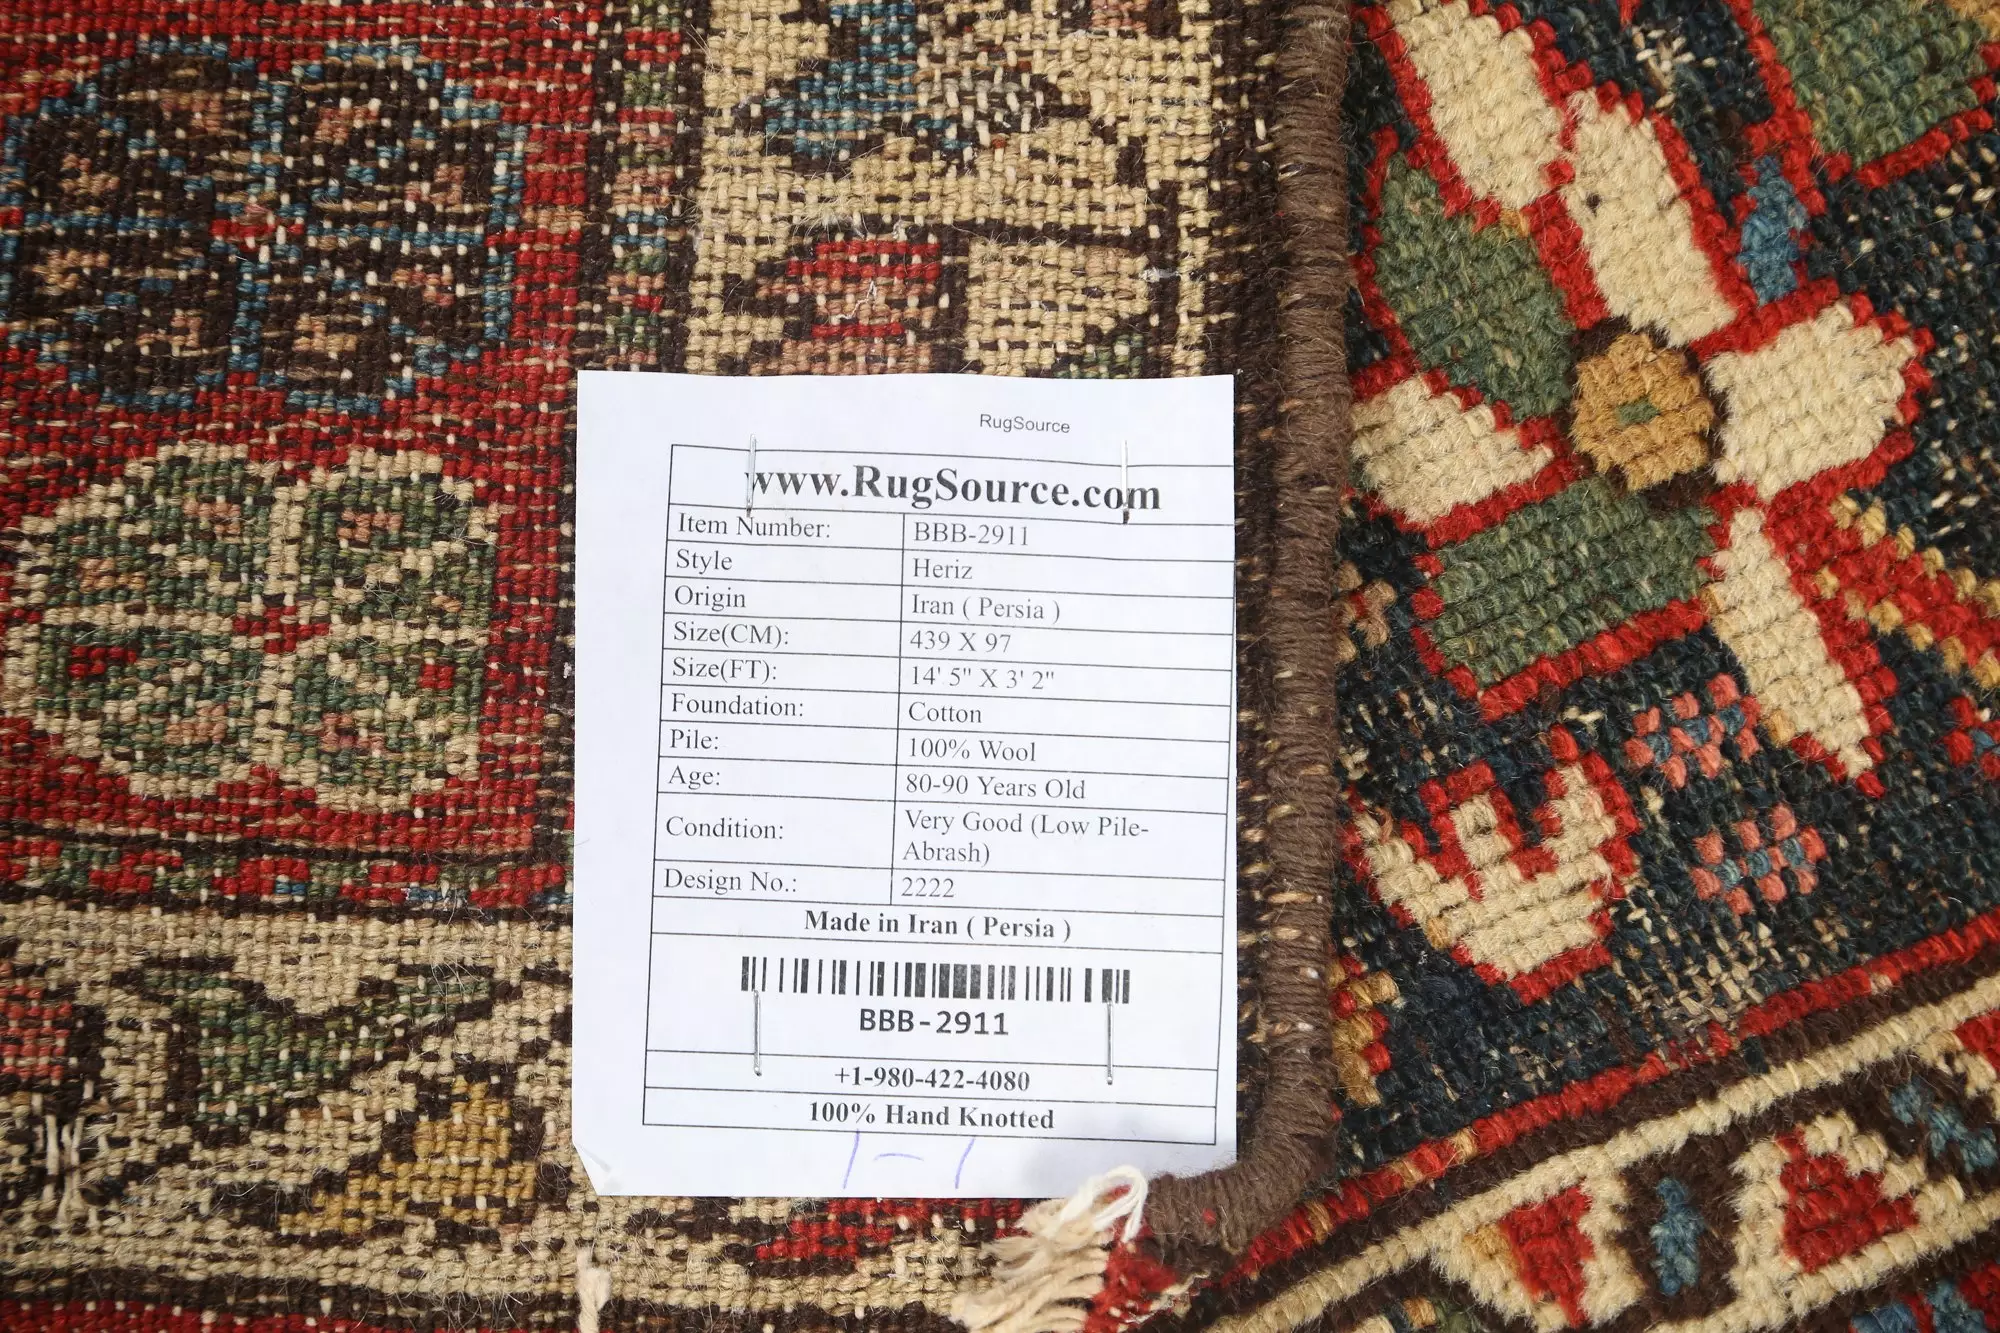 RugSource
www.RugSource.com
Item Number: BBB-2911
Style Heriz
Origin Iran ( Persia )
Size(CM): 439 X 97
Size(FT): 14' 5" X 3' 2"
Foundation: Cotton
Pile: 100% Wool
Age: 80-90 Years Old
Condition: Very Good (Low Pile-
Abrash)
Design No.: 2222
Made in Iran ( Persia )
BBB-2911
+1-980-422-4080
100% Hand Knotted
1-1